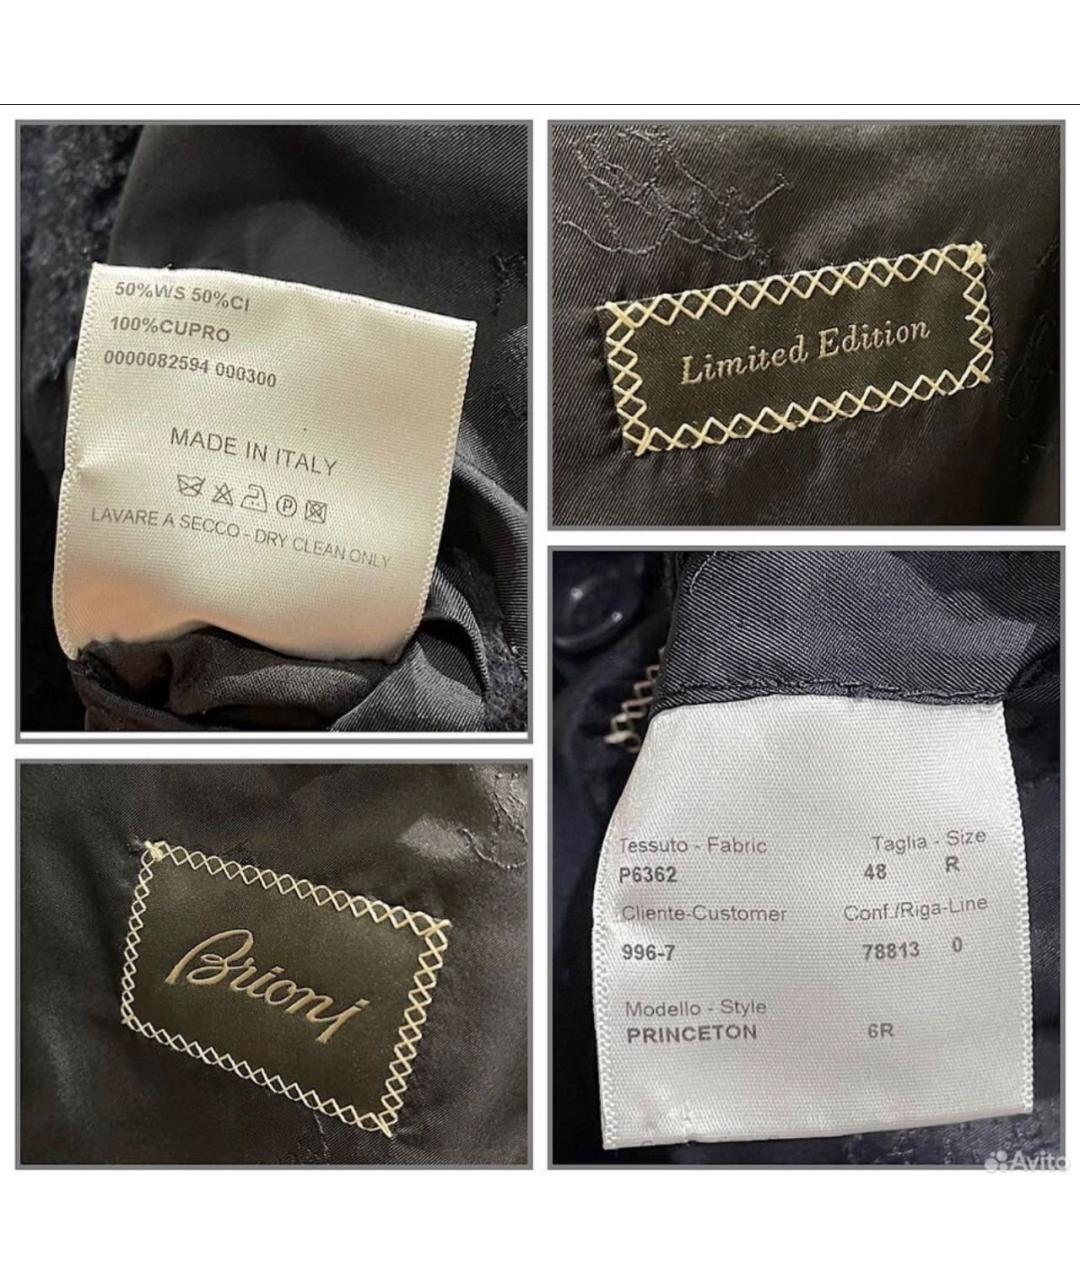 50%WS 50%CI
100%CUPRO
0000082594 000300
MADE IN ITALY
P
LAVARE A SECCO - DRY CLEAN ONLY
Limited Edition
Brioni
Tessuto - Fabric Taglia - Size
P6362 48 R
Cliente-Customer Conf./Riga-Line
996-7 78813 0
Modello - Style
PRINCETON 6R
Avito